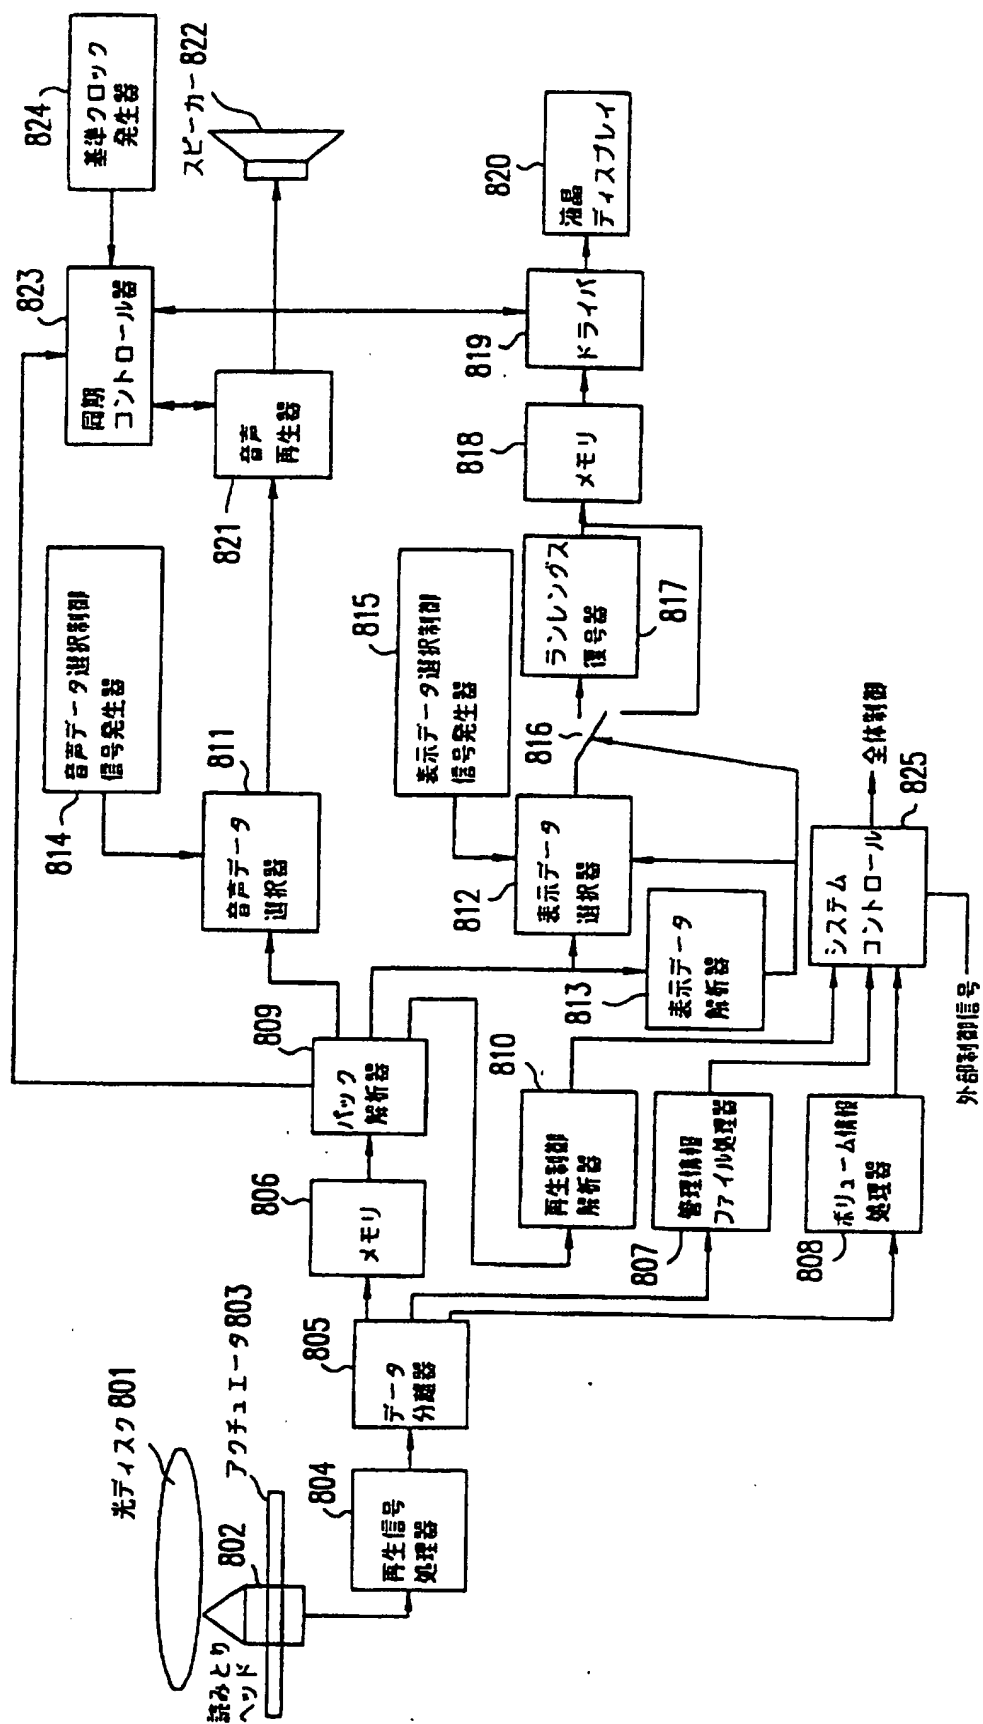 光ディスク 801
読みとり
ヘッド
802
アクチュエータ 803
804
再生信号
処理器
805
データ
分離器
806
メモリ
809
パック
解析器
810
再生制御
解析器
807
管理情報
ファイル処理器
808
ボリューム情報
処理器
814
音声データ選択制御
信号発生器
811
音声データ
選択器
815
表示データ選択制御
信号発生器
812
表示データ
選択器
813
表示データ
解析器
816
ランレングス
復号器
817
818
メモリ
819
ドライバ
820
液晶
ディスプレイ
821
音声
再生器
スピーカー 822
823
同期
コントロール器
824
基準クロック
発生器
システム
コントロール
825
全体制御
外部制御信号